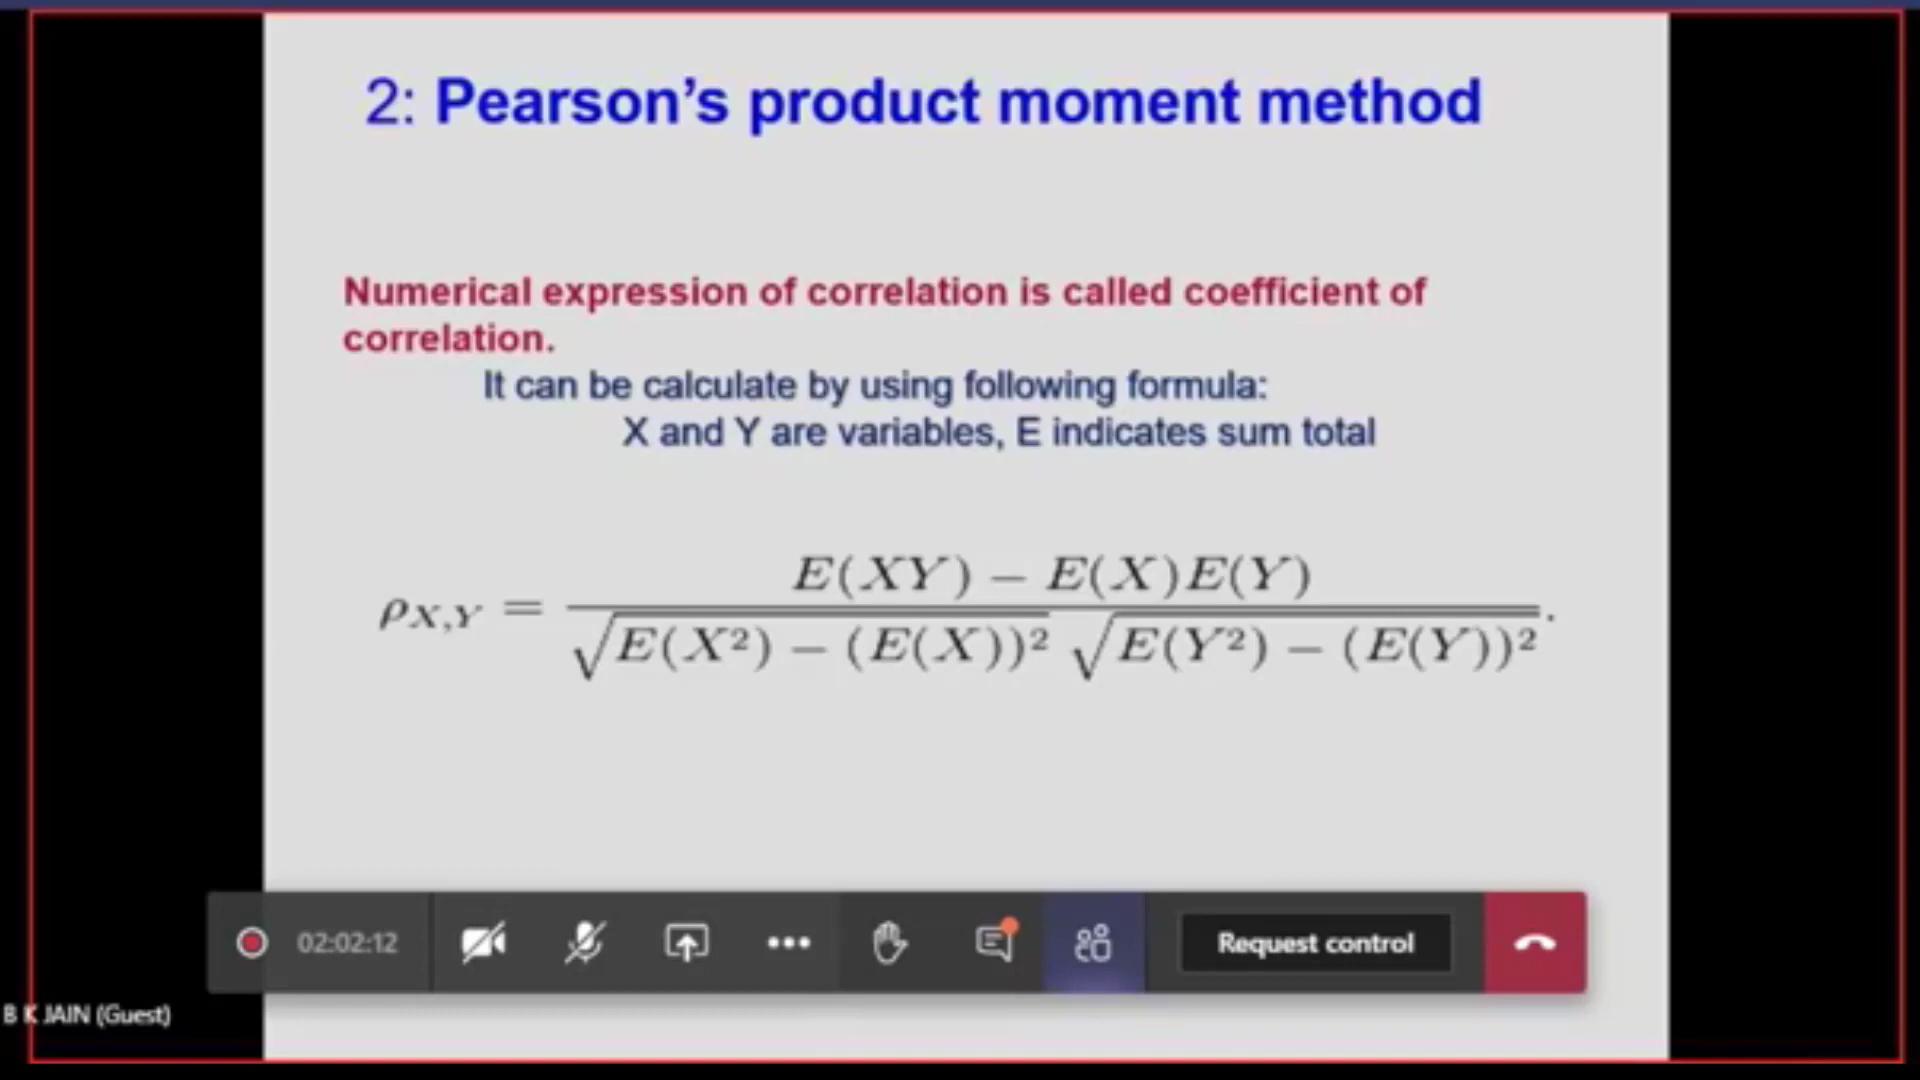 2: Pearson's product moment method
Numerical expression of correlation is called coefficient of
correlation.
It can be calculate by using following formula:
X and Y are variables, E indicates sum total
ρX,Y = E(XY) − E(X)E(Y) / √E(X²) − (E(X))² √E(Y²) − (E(Y))² .
02:02:12
Request control
B K JAIN (Guest)